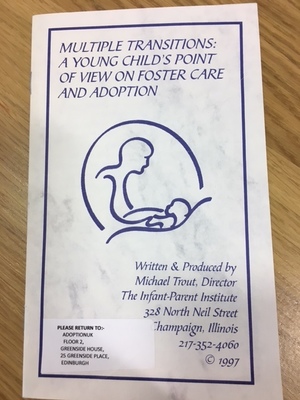 MULTIPLE TRANSITIONS:
A YOUNG CHILD'S POINT
OF VIEW ON FOSTER CARE
AND ADOPTION
Written & Produced by
Michael Trout, Director
The Infant-Parent Institute
328 North Neil Street
hampaign, Illinois
217-352-4060
© 1997
PLEASE RETURN TO:-
ADOPTIONUK
FLOOR 2,
GREENSIDE HOUSE,
25 GREENSIDE PLACE,
EDINBURGH